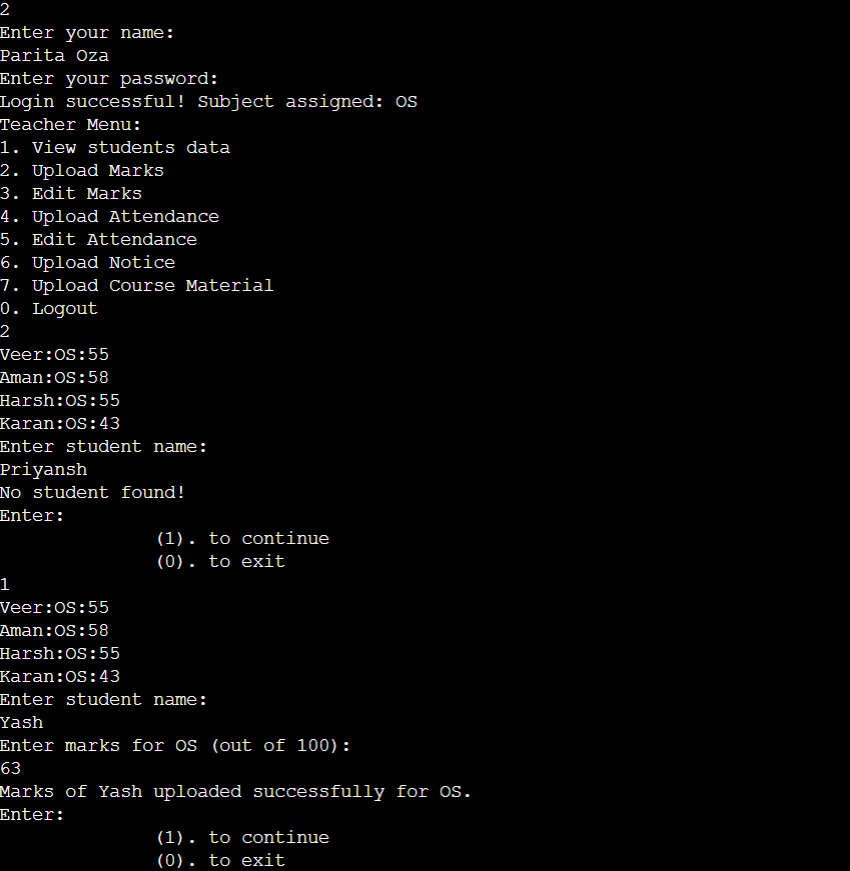 2
Enter your name:
Parita Oza
Enter your password:
Login successful! Subject assigned: OS
Teacher Menu:
1. View students data
2. Upload Marks
3. Edit Marks
4. Upload Attendance
5. Edit Attendance
6. Upload Notice
7. Upload Course Material
0. Logout
2
Veer:OS:55
Aman:OS:58
Harsh:OS:55
Karan:OS:43
Enter student name:
Priyansh
No student found!
Enter:
(1). to continue
(0). to exit
1
Veer:OS:55
Aman:OS:58
Harsh:OS:55
Karan:OS:43
Enter student name:
Yash
Enter marks for OS (out of 100):
63
Marks of Yash uploaded successfully for OS.
Enter:
(1). to continue
(0). to exit